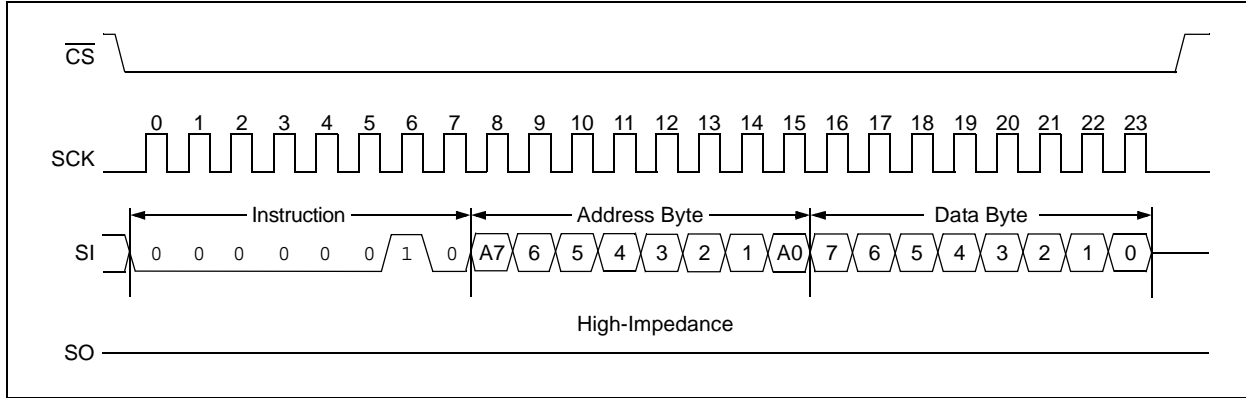 CS
0 1 2 3 4 5 6 7 8 9 10 11 12 13 14 15 16 17 18 19 20 21 22 23
SCK
Instruction Address Byte Data Byte
SI 0 0 0 0 0 0 1 0 A7 6 5 4 3 2 1 A0 7 6 5 4 3 2 1 0
High-Impedance
SO